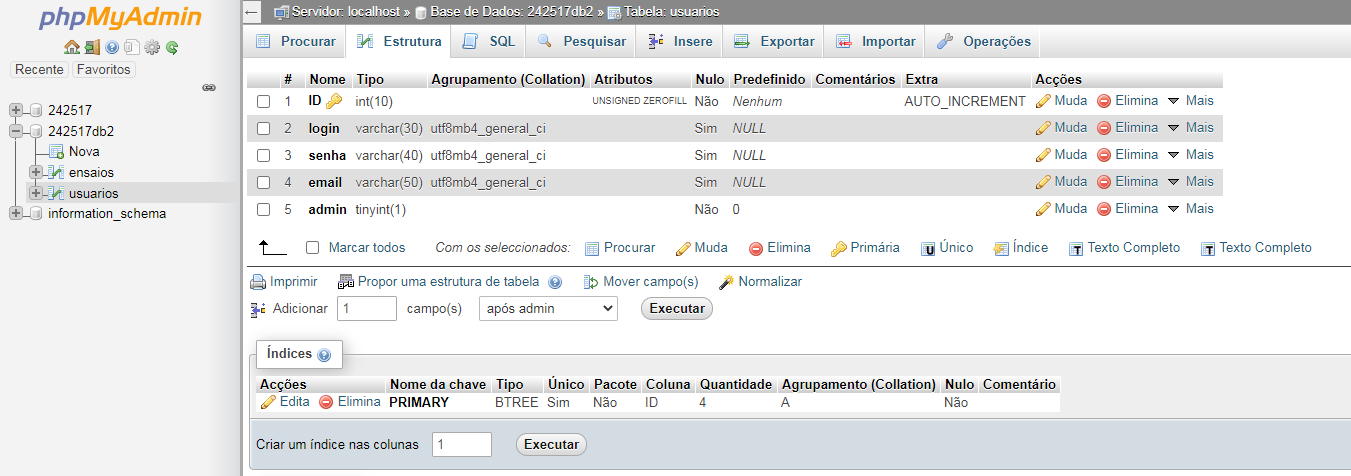 phpMyAdmin
Recente Favoritos
242517
242517db2
Nova
ensaios
usuarios
information_schema
Servidor: localhost » Base de Dados: 242517db2 » Tabela: usuarios
Procurar Estrutura SQL Pesquisar Insere Exportar Importar Operações
# Nome Tipo Agrupamento (Collation) Atributos Nulo Predefinido Comentários Extra Acções
1 ID int(10) UNSIGNED ZEROFILL Não Nenhum AUTO_INCREMENT Muda Elimina Mais
2 login varchar(30) utf8mb4_general_ci Sim NULL Muda Elimina Mais
3 senha varchar(40) utf8mb4_general_ci Sim NULL Muda Elimina Mais
4 email varchar(50) utf8mb4_general_ci Sim NULL Muda Elimina Mais
5 admin tinyint(1) Não 0 Muda Elimina Mais
Marcar todos Com os seleccionados: Procurar Muda Elimina Primária Único Índice Texto Completo Texto Completo
Imprimir Propor uma estrutura de tabela Mover campo(s) Normalizar
Adicionar 1 campo(s) após admin Executar
Índices
Acções Nome da chave Tipo Único Pacote Coluna Quantidade Agrupamento (Collation) Nulo Comentário
Edita Elimina PRIMARY BTREE Sim Não ID 4 A Não
Criar um índice nas colunas 1 Executar